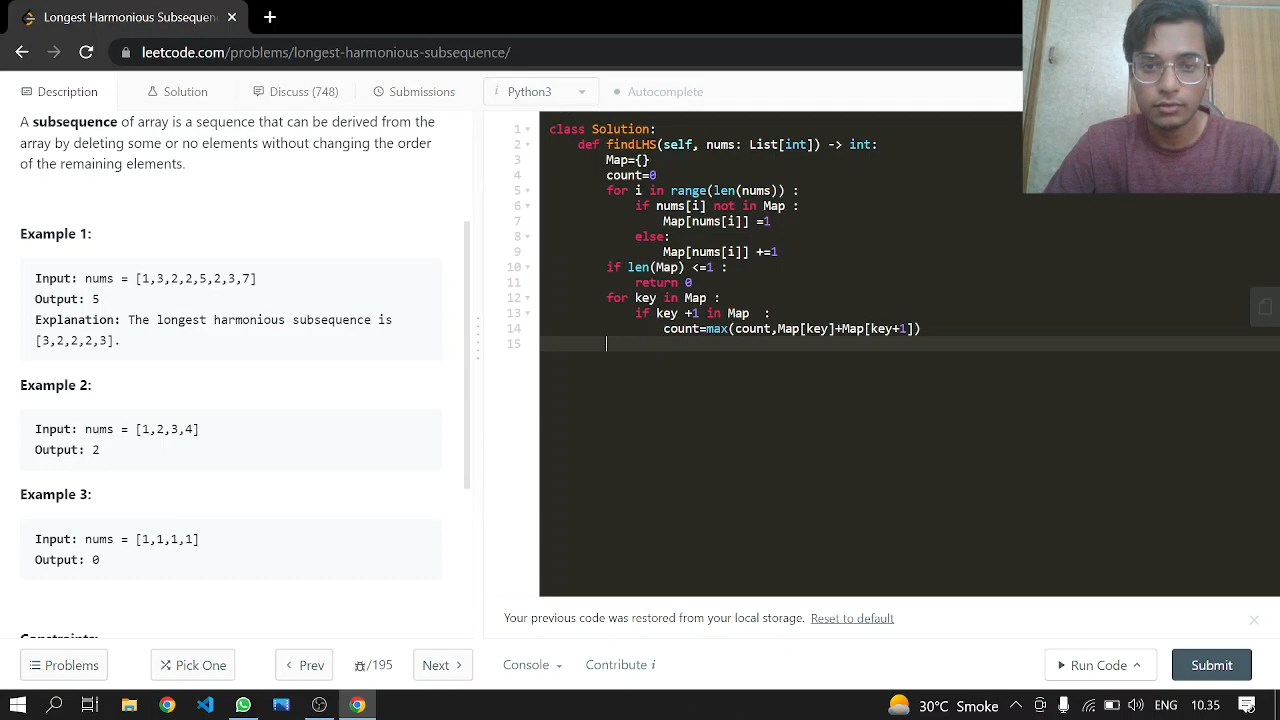 Longest Harmonious Subsequenc
leetcode.com/problems/longest-harmonious-subsequence/
Description
Solution
Discuss (748)
Submissions
i Python3
Autocomplete
A subsequence of array is a sequence that can be derived from the
array by deleting some or no elements without changing the order
of the remaining elements.
Example 1:
Input: nums = [1,3,2,2,5,2,3,7]
Output: 5
Explanation: The longest harmonious subsequence is
[3,2,2,2,3].
Example 2:
Input: nums = [1,2,3,4]
Output: 2
Example 3:
Input: nums = [1,1,1,1]
Output: 0
Constraints:
1 class Solution:
2 def findLHS(self, nums: List[int]) -> int:
3 Map={}
4 count=0
5 for i in range(len(nums)) :
6 if nums[i] not in Map :
7 Map[nums[i]] =1
8 else:
9 Map[nums[i]] +=1
10 if len(Map) <=1 :
11 return 0
12 for key in Map :
13 if key +1 in Map :
14 count=max(count,Map[key]+Map[key+1])
15
Your previous code was restored from your local storage. Reset to default
Problems
Pick One
Prev
/195
Next
Console
Contribute i
Run Code
Submit
30°C Smoke
ENG
10.35